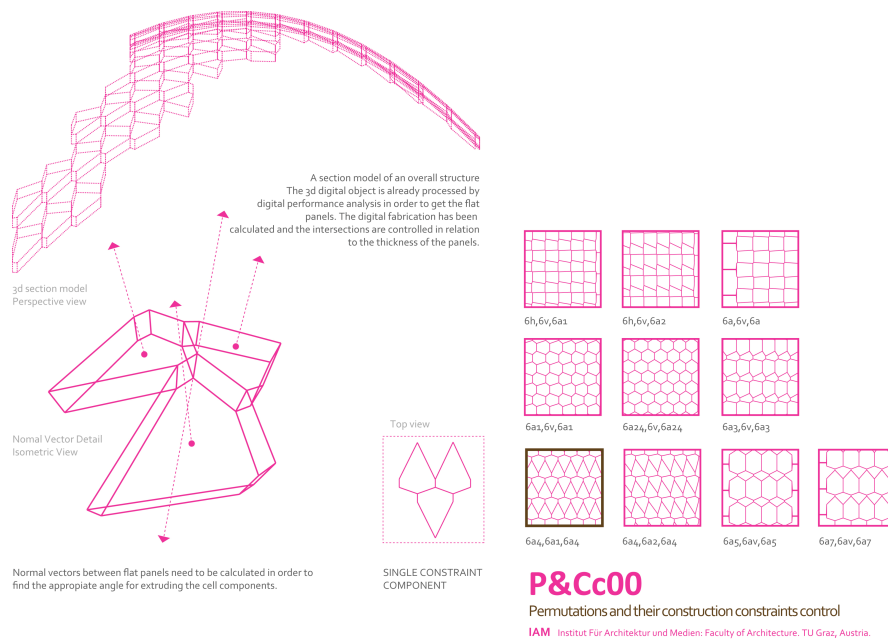 A section model of an overall structure
The 3d digital object is already processed by
digital performance analysis in order to get the flat
panels. The digital fabrication has been
calculated and the intersections are controlled in relation
to the thickness of the panels.
3d section model
Perspective view
Nomal Vector Detail
Isometric View
Top view
Normal vectors between flat panels need to be calculated in order to
find the appropiate angle for extruding the cell components.
SINGLE CONSTRAINT
COMPONENT
6h,6v,6a1
6h,6v,6a2
6a,6v,6a
6a1,6v,6a1
6a24,6v,6a24
6a3,6v,6a3
6a4,6a1,6a4
6a4,6a2,6a4
6a5,6av,6a5
6a7,6av,6a7
P&Cc00
Permutations and their construction constraints control
IAM Institut Für Architektur und Medien: Faculty of Architecture. TU Graz, Austria.